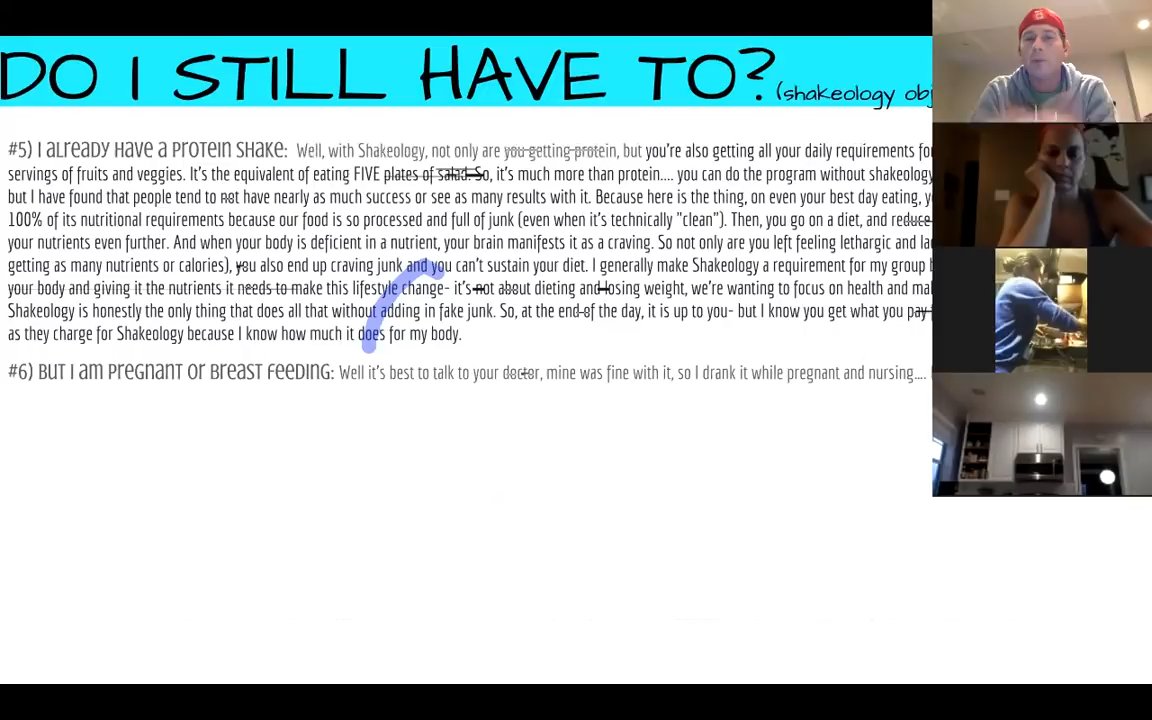 DO I STILL HAVE TO? (shakeology obj
#5) I already have a protein shake: Well, with Shakeology, not only are you getting protein, but you're also getting all your daily requirements for
servings of fruits and veggies. It's the equivalent of eating FIVE plates of salad. So, it's much more than protein.... you can do the program without shakeology
but I have found that people tend to not have nearly as much success or see as many results with it. Because here is the thing, on even your best day eating, y
100% of its nutritional requirements because our food is so processed and full of junk (even when it's technically "clean"). Then, you go on a diet, and reduce
your nutrients even further. And when your body is deficient in a nutrient, your brain manifests it as a craving. So not only are you left feeling lethargic and la
getting as many nutrients or calories), you also end up craving junk and you can't sustain your diet. I generally make Shakeology a requirement for my group b
your body and giving it the nutrients it needs to make this lifestyle change- it's not about dieting and losing weight, we're wanting to focus on health and mak
Shakeology is honestly the only thing that does all that without adding in fake junk. So, at the end of the day, it is up to you- but I know you get what you pay f
as they charge for Shakeology because I know how much it does for my body.
#6) But I am pregnant or breast feeding: Well it's best to talk to your doctor, mine was fine with it, so I drank it while pregnant and nursing....